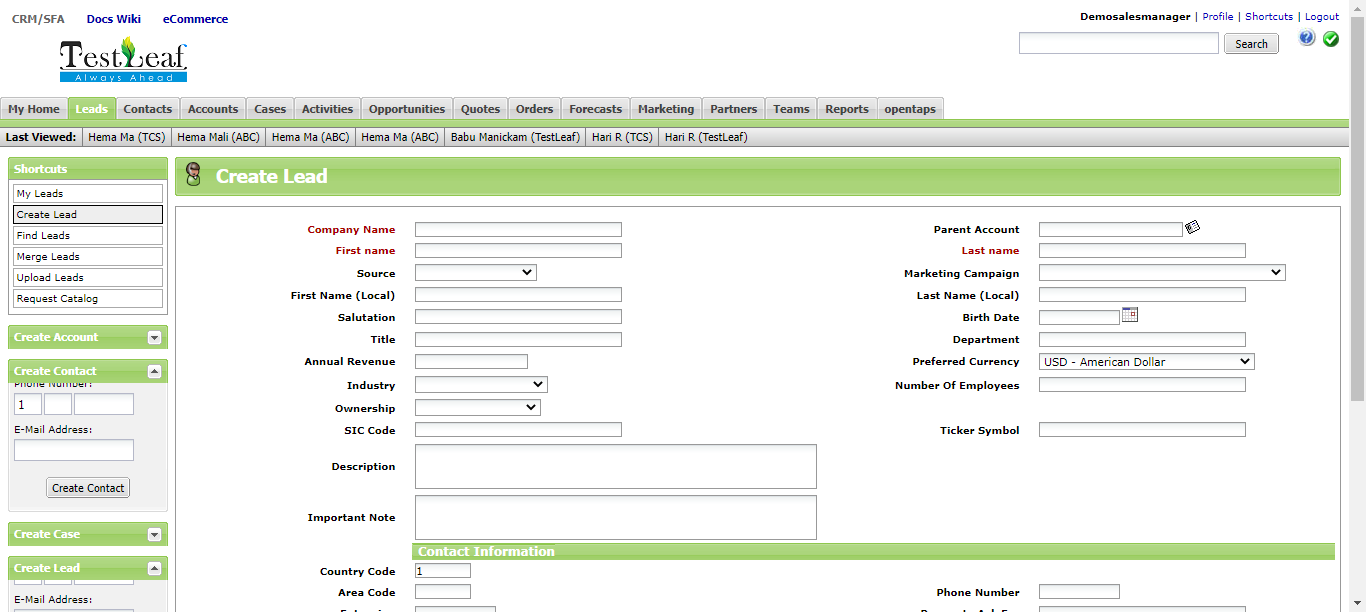 CRM/SFA Docs Wiki eCommerce
Demosalesmanager | Profile | Shortcuts | Logout
TestLeaf
Always Ahead
Search
My Home Leads Contacts Accounts Cases Activities Opportunities Quotes Orders Forecasts Marketing Partners Teams Reports opentaps
Last Viewed: Hema Ma (TCS) Hema Mali (ABC) Hema Ma (ABC) Hema Ma (ABC) Babu Manickam (TestLeaf) Hari R (TCS) Hari R (TestLeaf)
Shortcuts
My Leads
Create Lead
Find Leads
Merge Leads
Upload Leads
Request Catalog
Create Account
Create Contact
Phone Number:
1
E-Mail Address:
Create Contact
Create Case
Create Lead
E-Mail Address:
Create Lead
Company Name Parent Account
First name Last name
Source Marketing Campaign
First Name (Local) Last Name (Local)
Salutation Birth Date
Title Department
Annual Revenue Preferred Currency USD - American Dollar
Industry Number Of Employees
Ownership
SIC Code Ticker Symbol
Description
Important Note
Contact Information
Country Code 1
Area Code Phone Number